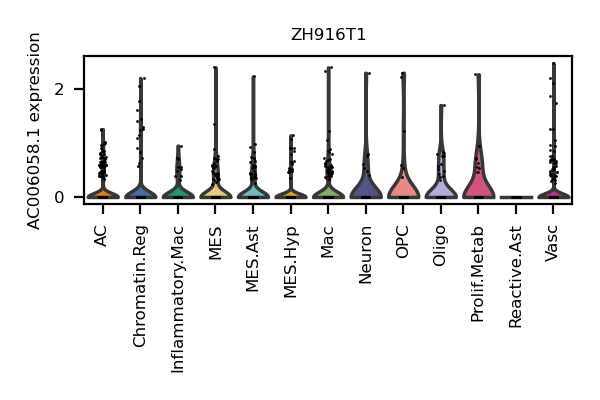 ZH916T1
AC006058.1 expression
2
0
AC
Chromatin.Reg
Inflammatory.Mac
MES
MES.Ast
MES.Hyp
Mac
Neuron
OPC
Oligo
Prolif.Metab
Reactive.Ast
Vasc